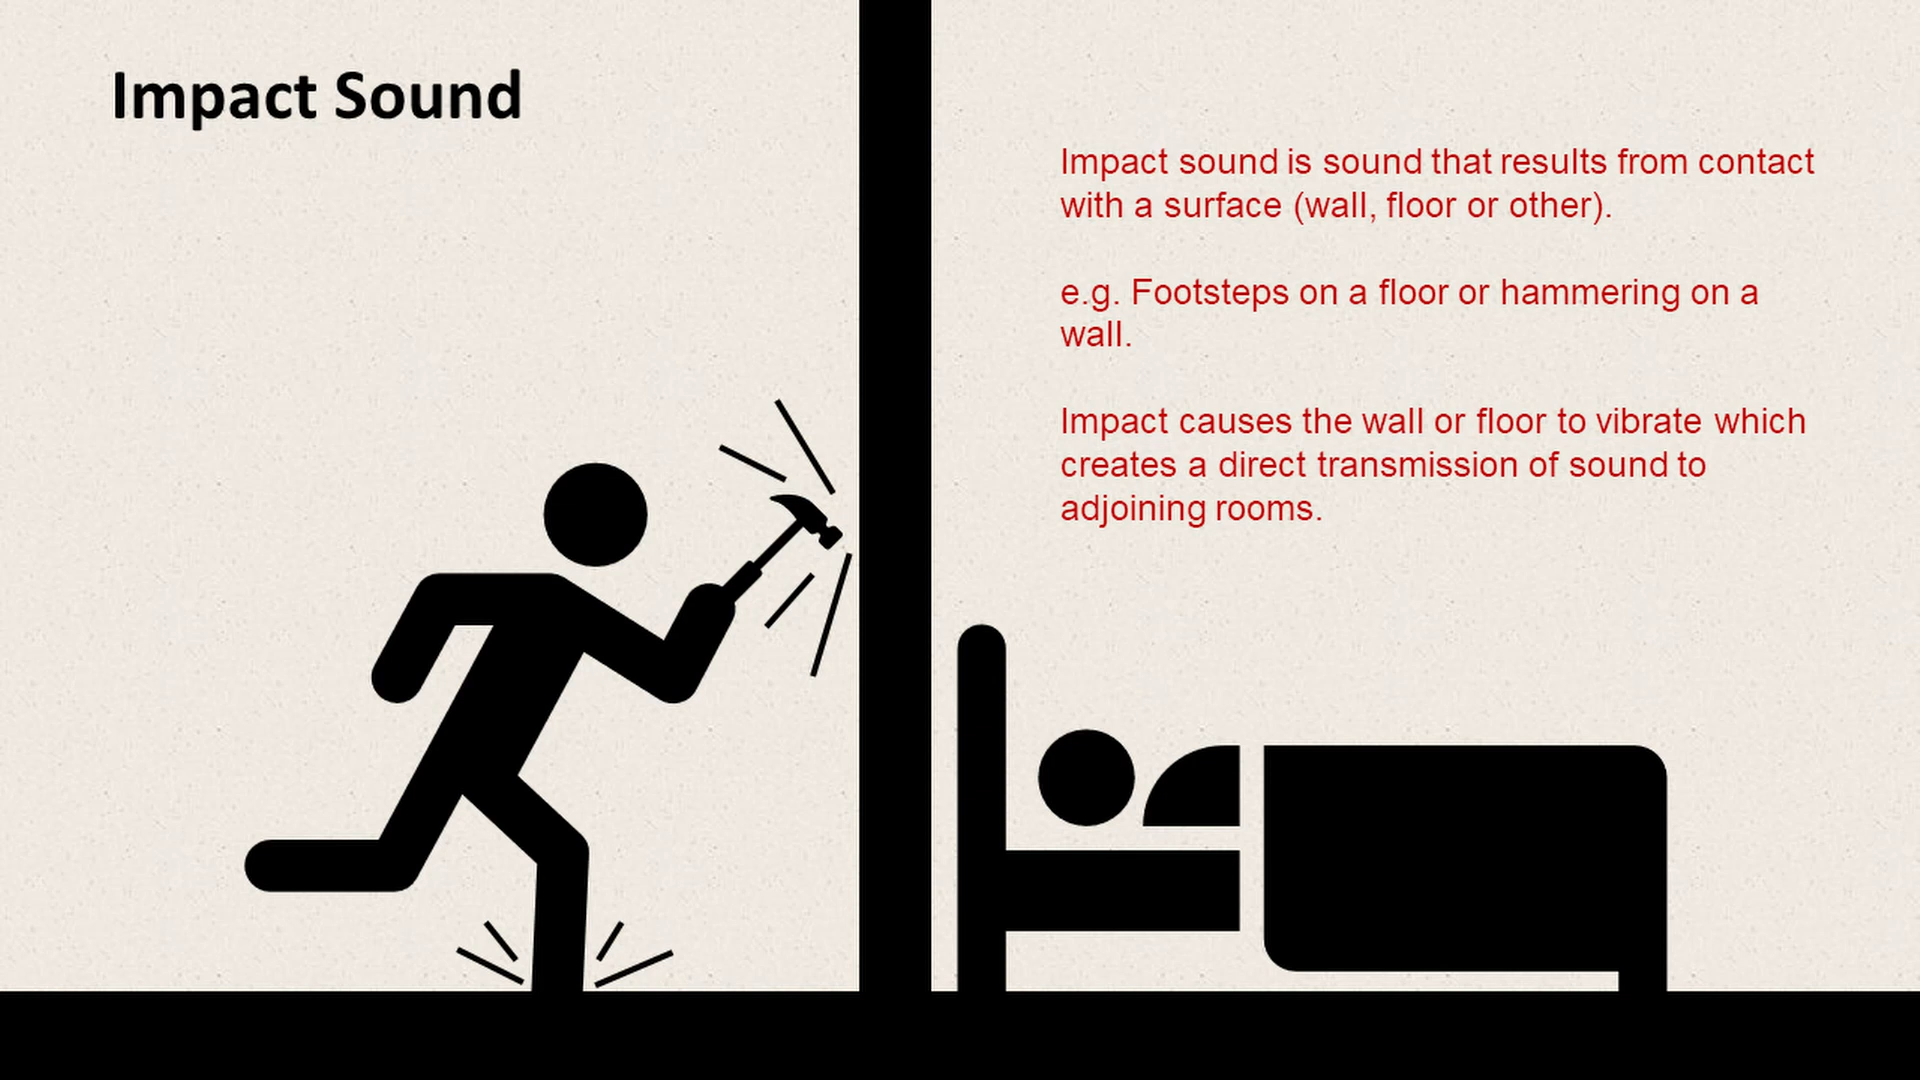 Impact Sound
Impact sound is sound that results from contact
with a surface (wall, floor or other).
e.g. Footsteps on a floor or hammering on a
wall.
Impact causes the wall or floor to vibrate which
creates a direct transmission of sound to
adjoining rooms.